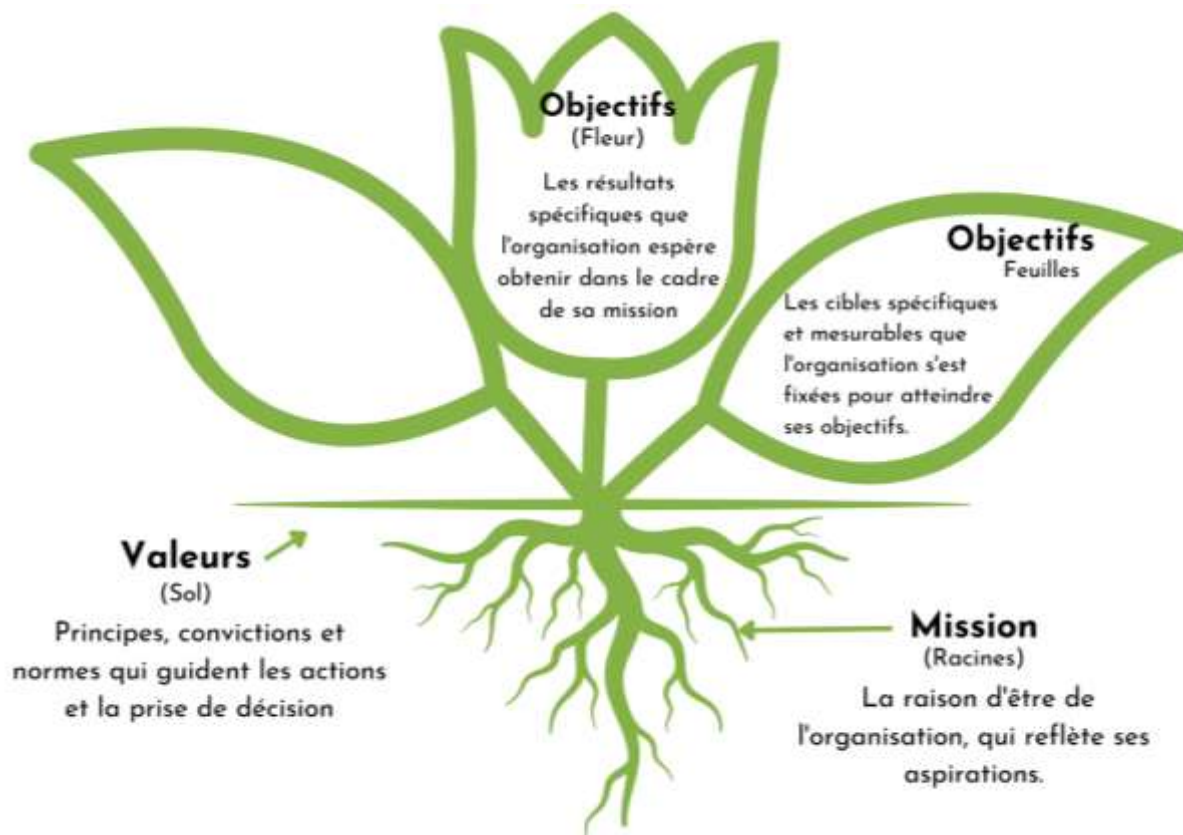 Objectifs
(Fleur)
Les résultats
spécifiques que
l'organisation espère
obtenir dans le cadre
de sa mission
Objectifs
Feuilles
Les cibles spécifiques
et mesurables que
l'organisation s'est
fixées pour atteindre
ses objectifs.
Valeurs
(Sol)
Principes, convictions et
normes qui guident les actions
et la prise de décision
Mission
(Racines)
La raison d'être de
l'organisation, qui reflète ses
aspirations.